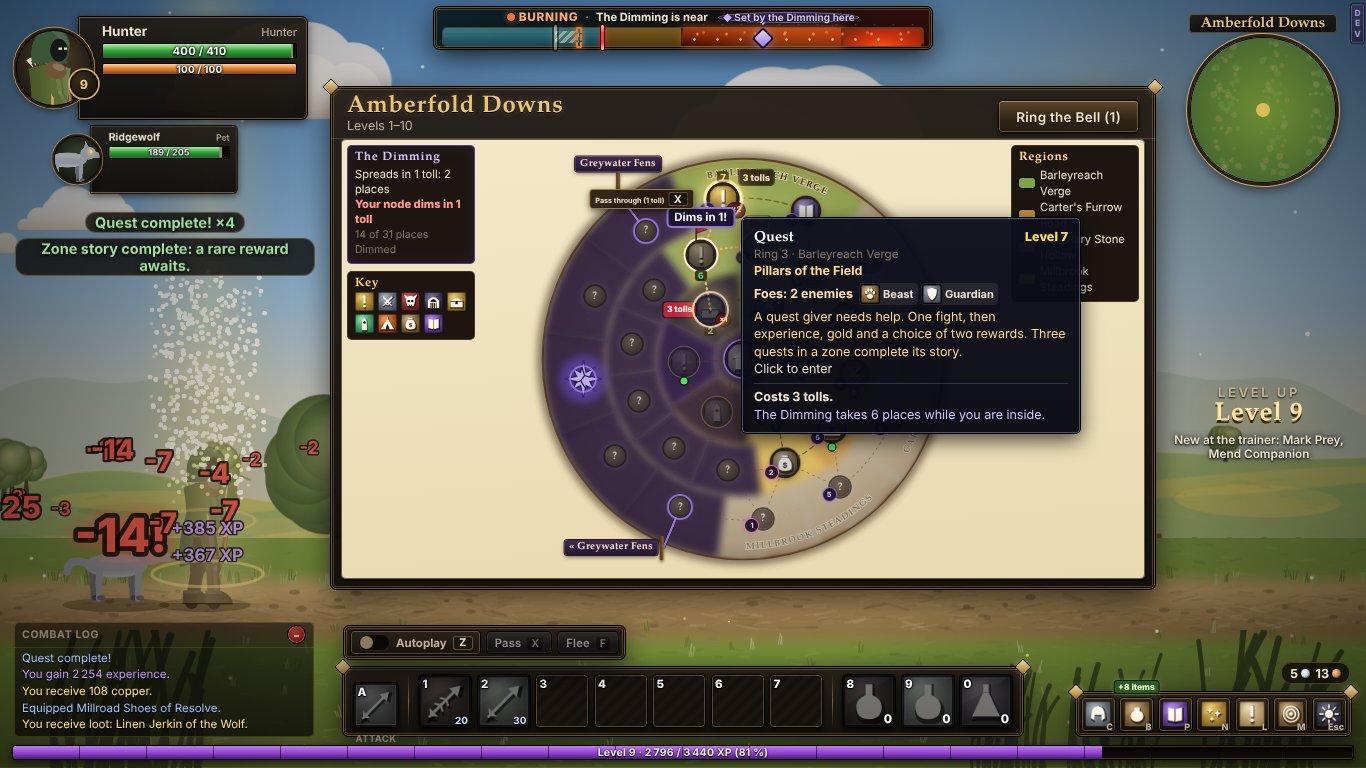 Hunter
Hunter
400 / 410
100 / 100
9
Ridgewolf
Pet
189 / 205
Quest complete! ×4
Zone story complete: a rare reward awaits.
BURNING · The Dimming is near
Set by the Dimming here
Amberfold Downs
DEV
Amberfold Downs
Levels 1–10
Ring the Bell (1)
The Dimming
Spreads in 1 toll: 2
places
Your node dims in 1
toll
14 of 31 places
Dimmed
Key
Greywater Fens
Pass through (1 toll) X
7
3 tolls
Dims in 1!
6
3 tolls
2
5
2
5
1
MILLBROOK STEADINGS
« Greywater Fens
Regions
Barleyreach
Verge
Carter's Furrow
Quest
Level 7
Ring 3 · Barleyreach Verge
Pillars of the Field
Foes: 2 enemies
Beast
Guardian
A quest giver needs help. One fight, then
experience, gold and a choice of two rewards. Three
quests in a zone complete its story.
Click to enter
Costs 3 tolls.
The Dimming takes 6 places while you are inside.
LEVEL UP
Level 9
New at the trainer: Mark Prey,
Mend Companion
-14
-7
-4
-2
-2
25
-3
-14!
-7
-7
+385 XP
+367 XP
COMBAT LOG
Quest complete!
You gain 2 254 experience.
You receive 108 copper.
Equipped Millroad Shoes of Resolve.
You receive loot: Linen Jerkin of the Wolf.
Autoplay Z
Pass X
Flee F
A
ATTACK
1
20
2
30
3
4
5
6
7
8
0
9
0
0
0
5
13
+8 items
C
B
P
N
L
M
Esc
Level 9 · 2 796 / 3 440 XP (81 %)